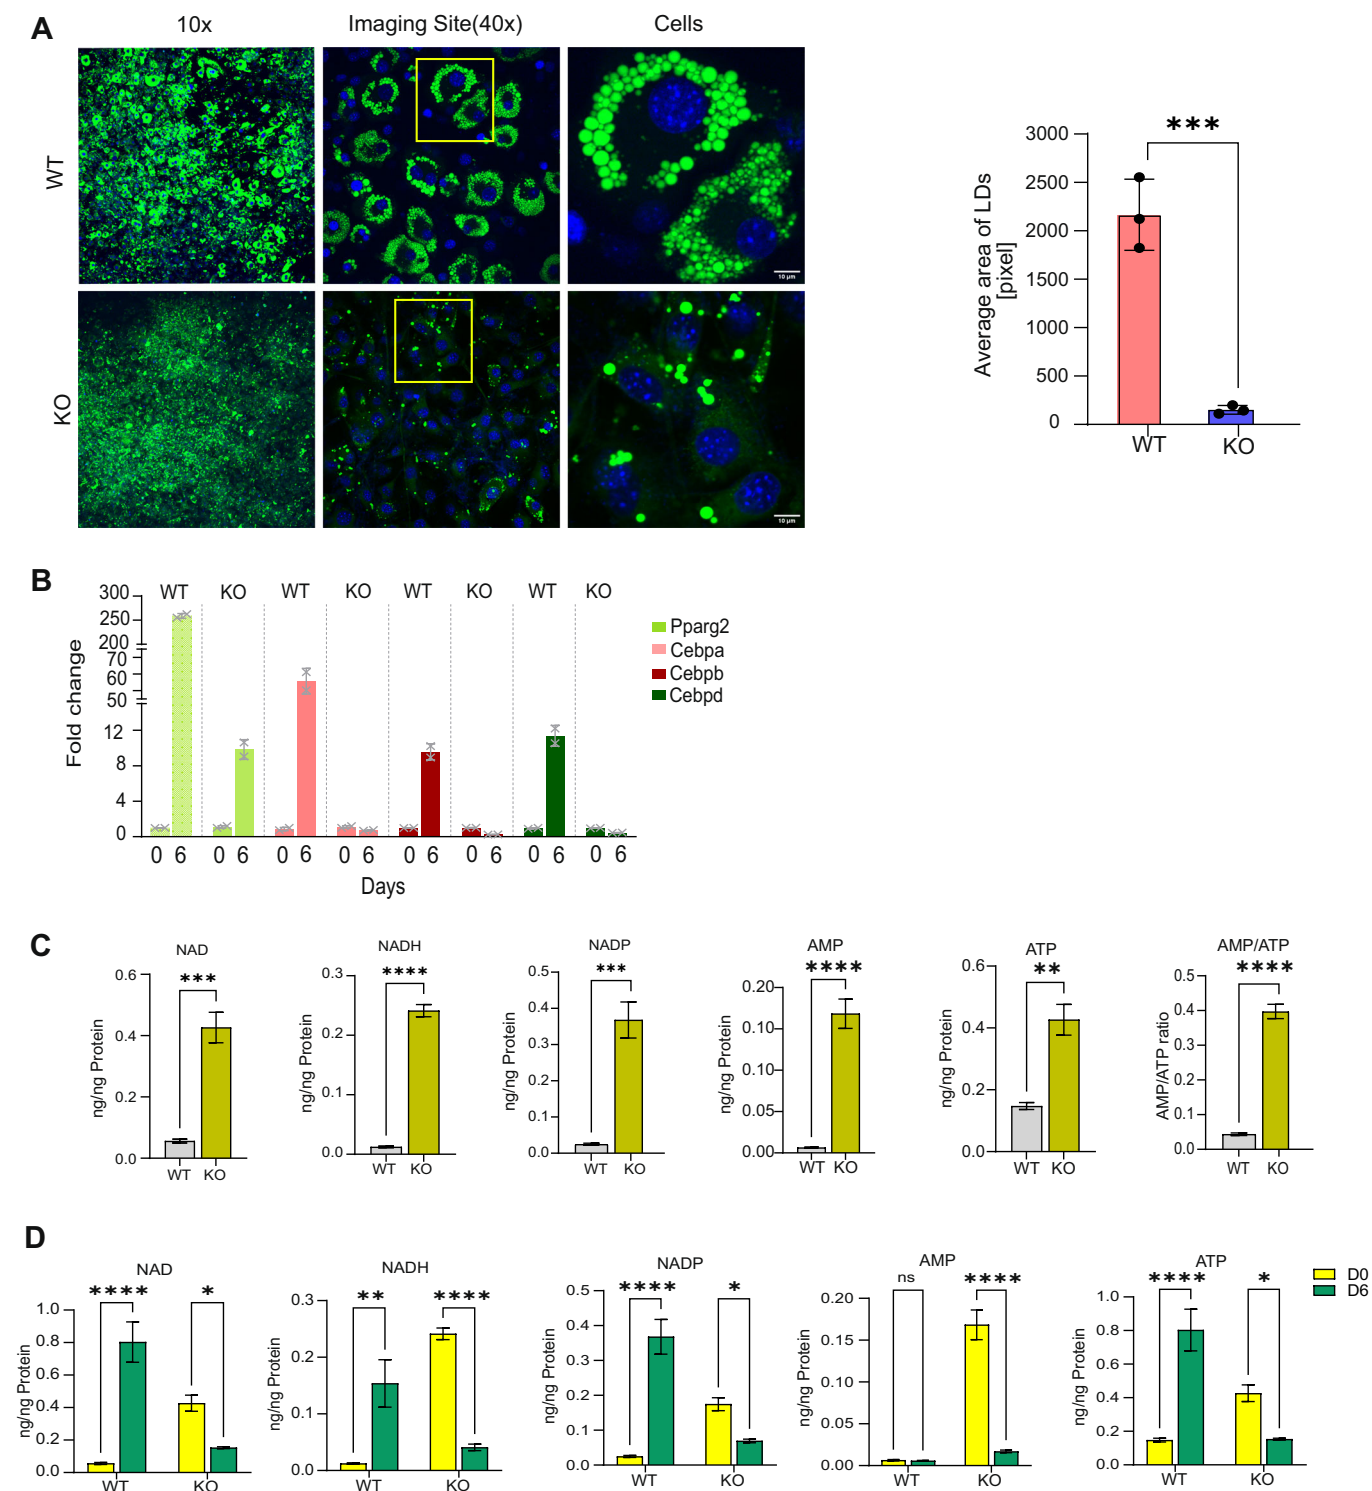 A
10x
Imaging Site(40x)
Cells
WT
KO
10 µm
10 µm
3000
2500
2000
1500
1000
500
0
Average area of LDs
[pixel]
***
WT
KO
B
Fold change
300
250
200
70
60
50
12
8
4
0
WT
KO
WT
KO
WT
KO
WT
KO
0 6 0 6 0 6 0 6 0 6 0 6 0 6 0 6
Days
Pparg2
Cebpa
Cebpb
Cebpd
C
NAD
***
ng/ng Protein
0.6
0.4
0.2
0.0
WT KO
NADH
****
ng/ng Protein
0.3
0.2
0.1
0.0
WT KO
NADP
***
ng/ng Protein
0.5
0.4
0.3
0.2
0.1
0.0
WT KO
AMP
****
ng/ng Protein
0.20
0.10
0.05
0.00
WT KO
ATP
**
ng/ng Protein
0.6
0.4
0.2
0.0
WT KO
AMP/ATP
****
AMP/ATP ratio
0.5
0.4
0.3
0.2
0.1
0.0
WT KO
D
NAD
**** *
ng/ng Protein
1.0
0.8
0.6
0.4
0.2
0.0
WT KO
NADH
** ****
ng/ng Protein
0.3
0.2
0.1
0.0
WT KO
NADP
**** *
ng/ng Protein
0.5
0.4
0.3
0.2
0.1
0.0
WT KO
AMP
ns ****
ng/ng Protein
0.20
0.15
0.10
0.05
0.00
WT KO
ATP
**** *
ng/ng Protein
1.0
0.8
0.6
0.4
0.2
0.0
WT KO
D0
D6